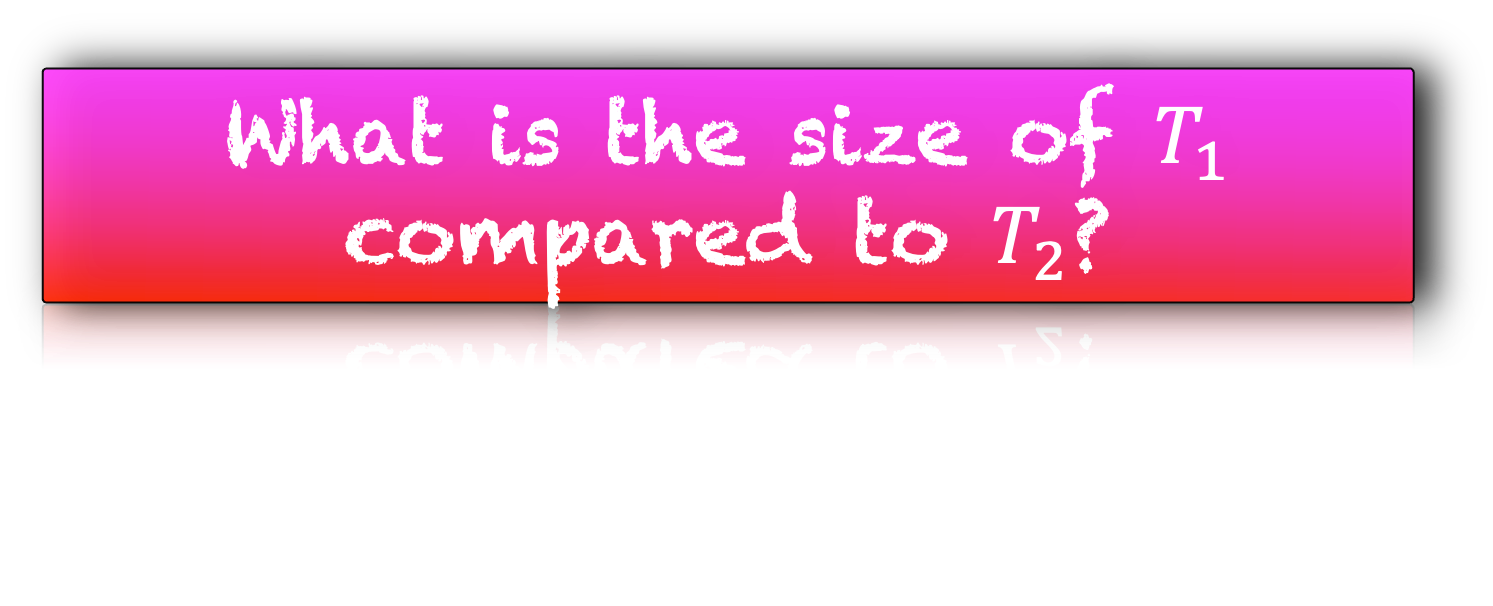 What is the size of T₁
compared to T₂?